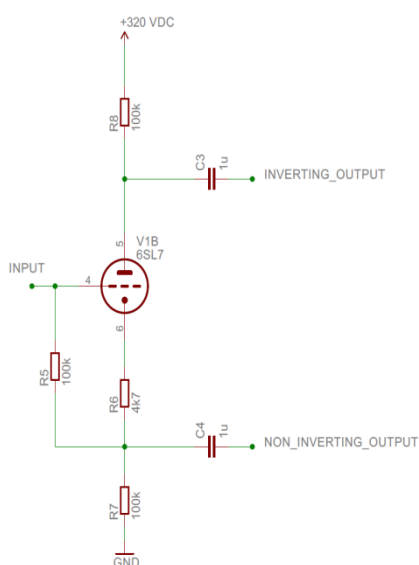 +320 VDC
R8
100k
C3
1u
INVERTING_OUTPUT
5
V1B
6SL7
INPUT
4
6
R5
100k
R6
4k7
C4
1u
NON_INVERTING_OUTPUT
R7
100k
GND